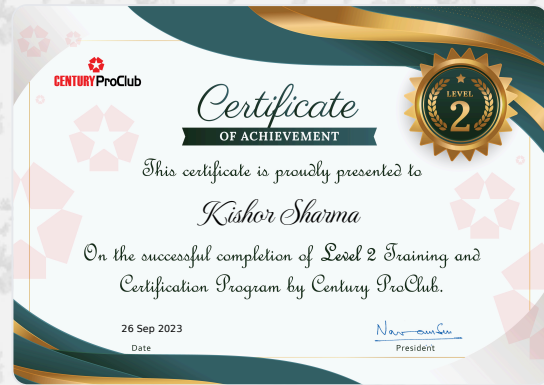 CENTURY ProClub
LEVEL
2
Certificate
OF ACHIEVEMENT
This certificate is proudly presented to
Kishor Sharma
On the successful completion of Level 2 Training and
Certification Program by Century ProClub.
26 Sep 2023
Date
President